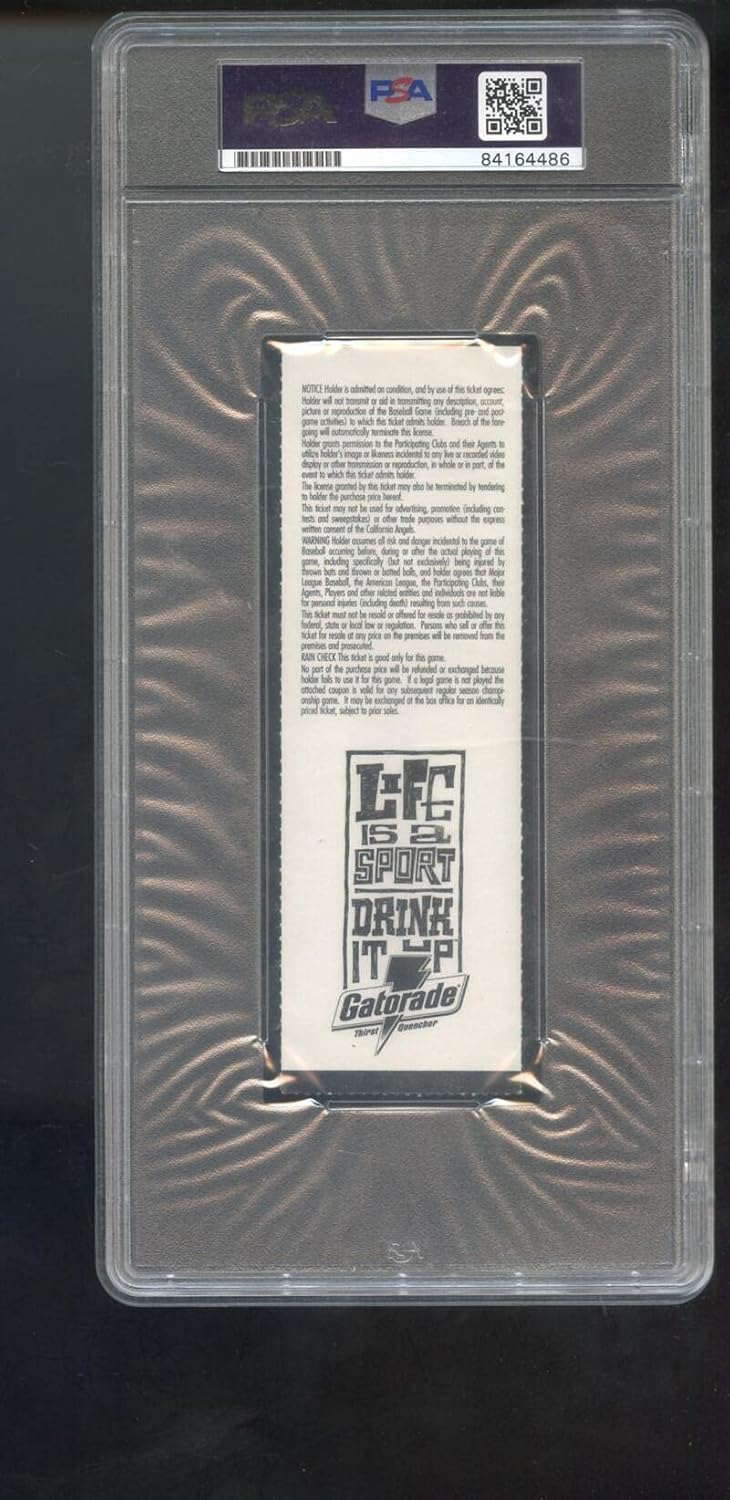 PSA
PSA
84164486
NOTICE Holder is admitted on condition, and by use of this ticket agrees:
Holder will not transmit or aid in transmitting any description, account,
picture or reproduction of the Baseball Game (including pre- and post-
game activities) to which this ticket admits holder. Breach of the fore-
going will automatically terminate this license.
Holder grants permission to the Participating Clubs and their Agents to
utilize holder's image or likeness incidental to any live or recorded video
display or other transmission or reproduction, in whole or in part, of the
event to which this ticket admits holder.
The license granted by this ticket may also be terminated by tendering
to holder the purchase price hereof.
This ticket may not be used for advertising, promotion (including con-
tests and sweepstakes) or other trade purposes without the express
written consent of the California Angels.
WARNING Holder assumes all risk and danger incidental to the game of
Baseball occurring before, during or after the actual playing of this
game, including specifically (but not exclusively) being injured by
thrown bats and thrown or batted balls, and holder agrees that Major
League Baseball, the American League, the Participating Clubs, their
Agents, Players and other related entities and individuals are not liable
for personal injuries (including death) resulting from such causes.
This ticket must not be resold or offered for resale as prohibited by any
federal, state or local law or regulation. Persons who sell or offer this
ticket for resale at any price on the premises will be removed from the
premises and prosecuted.
RAIN CHECK This ticket is good only for this game.
No part of the purchase price will be refunded or exchanged because
holder fails to use it for this game. If a legal game is not played the
attached coupon is valid for any subsequent regular season champi-
onship game. It may be exchanged at the box office for an identically
priced ticket, subject to prior sales.
LiFE
IS a
SPORT
DRINK
IT UP
Gatorade
Thirst Quencher
PSA